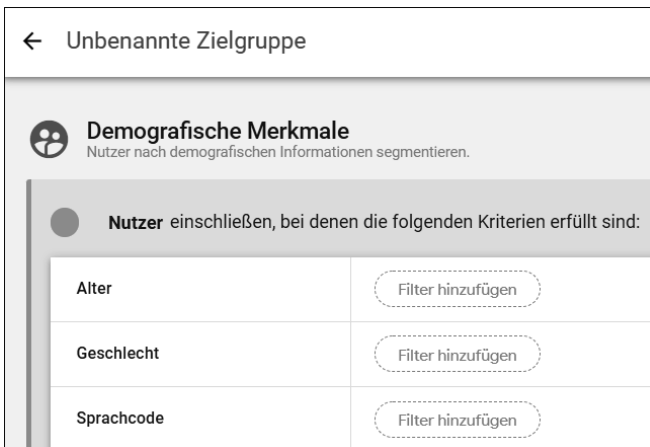 Unbenannte Zielgruppe
Demografische Merkmale
Nutzer nach demografischen Informationen segmentieren.
Nutzer einschließen, bei denen die folgenden Kriterien erfüllt sind:
Alter Filter hinzufügen
Geschlecht Filter hinzufügen
Sprachcode Filter hinzufügen